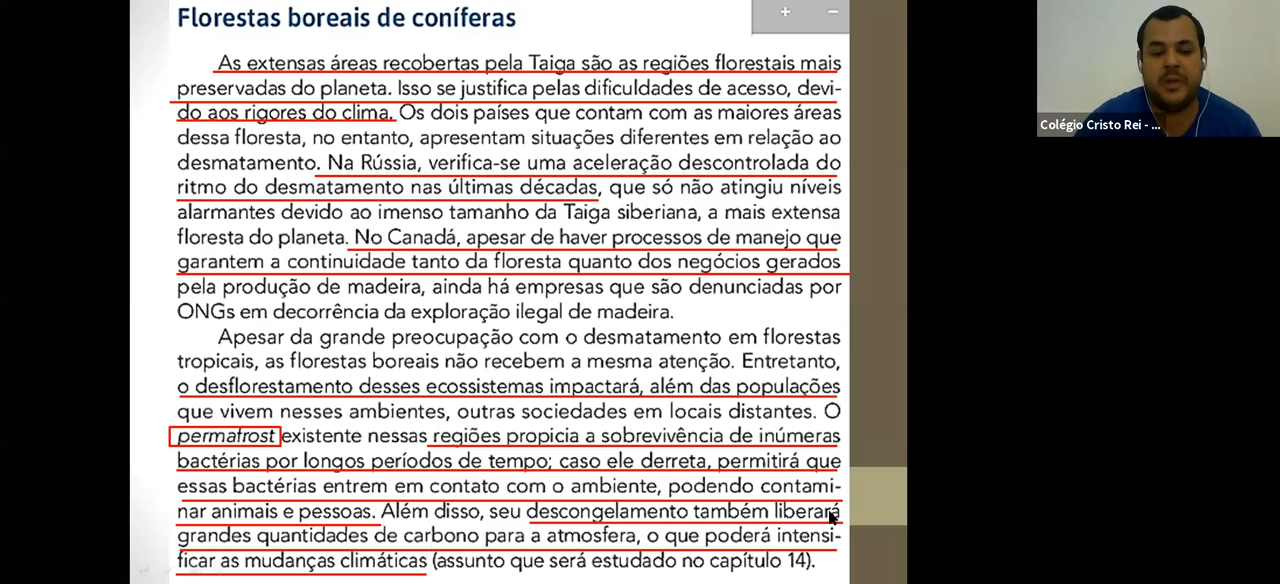 Florestas boreais de coníferas
+ −
As extensas áreas recobertas pela Taiga são as regiões florestais mais
preservadas do planeta. Isso se justifica pelas dificuldades de acesso, devi-
do aos rigores do clima. Os dois países que contam com as maiores áreas
dessa floresta, no entanto, apresentam situações diferentes em relação ao
desmatamento. Na Rússia, verifica-se uma aceleração descontrolada do
ritmo do desmatamento nas últimas décadas, que só não atingiu níveis
alarmantes devido ao imenso tamanho da Taiga siberiana, a mais extensa
floresta do planeta. No Canadá, apesar de haver processos de manejo que
garantem a continuidade tanto da floresta quanto dos negócios gerados
pela produção de madeira, ainda há empresas que são denunciadas por
ONGs em decorrência da exploração ilegal de madeira.
Apesar da grande preocupação com o desmatamento em florestas
tropicais, as florestas boreais não recebem a mesma atenção. Entretanto,
o desflorestamento desses ecossistemas impactará, além das populações
que vivem nesses ambientes, outras sociedades em locais distantes. O
permafrost existente nessas regiões propicia a sobrevivência de inúmeras
bactérias por longos períodos de tempo; caso ele derreta, permitirá que
essas bactérias entrem em contato com o ambiente, podendo contami-
nar animais e pessoas. Além disso, seu descongelamento também liberará
grandes quantidades de carbono para a atmosfera, o que poderá intensi-
ficar as mudanças climáticas (assunto que será estudado no capítulo 14).
Colégio Cristo Rei - ...